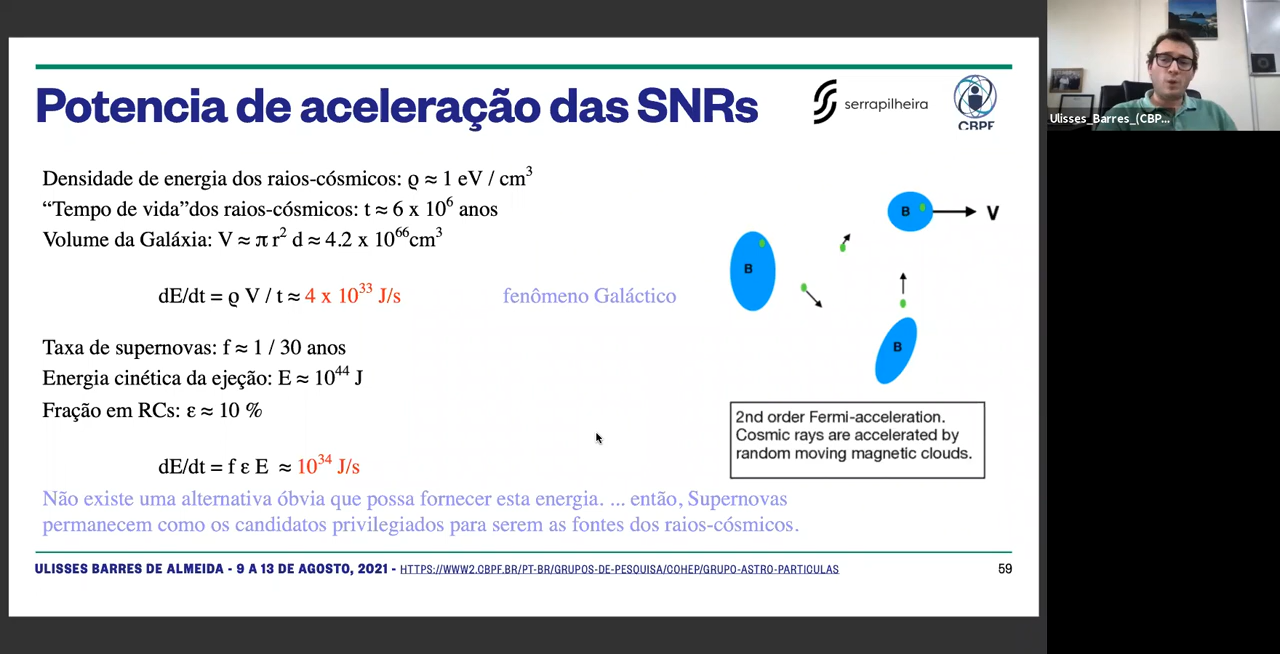 Potencia de aceleração das SNRs
serrapilheira
CBPF
Densidade de energia dos raios-cósmicos: ϱ ≈ 1 eV / cm³
“Tempo de vida”dos raios-cósmicos: t ≈ 6 x 10⁶ anos
Volume da Galáxia: V ≈ π r² d ≈ 4.2 x 10⁶⁶cm³
dE/dt = ϱ V / t ≈ 4 x 10³³ J/s
fenômeno Galáctico
Taxa de supernovas: f ≈ 1 / 30 anos
Energia cinética da ejeção: E ≈ 10⁴⁴ J
Fração em RCs: ε ≈ 10 %
dE/dt = f ε E ≈ 10³⁴ J/s
Não existe uma alternativa óbvia que possa fornecer esta energia. ... então, Supernovas
permanecem como os candidatos privilegiados para serem as fontes dos raios-cósmicos.
B
V
B
B
2nd order Fermi-acceleration.
Cosmic rays are accelerated by
random moving magnetic clouds.
ULISSES BARRES DE ALMEIDA - 9 A 13 DE AGOSTO, 2021 - HTTPS://WWW2.CBPF.BR/PT-BR/GRUPOS-DE-PESQUISA/COHEP/GRUPO-ASTRO-PARTICULAS
59
Ulisses_Barres_(CBP...